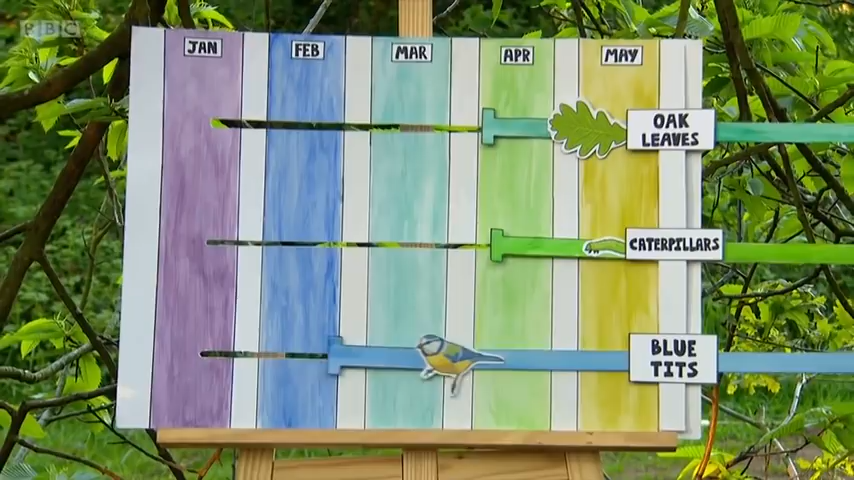 BBC
JAN
FEB
MAR
APR
MAY
OAK
LEAVES
CATERPILLARS
BLUE
TITS